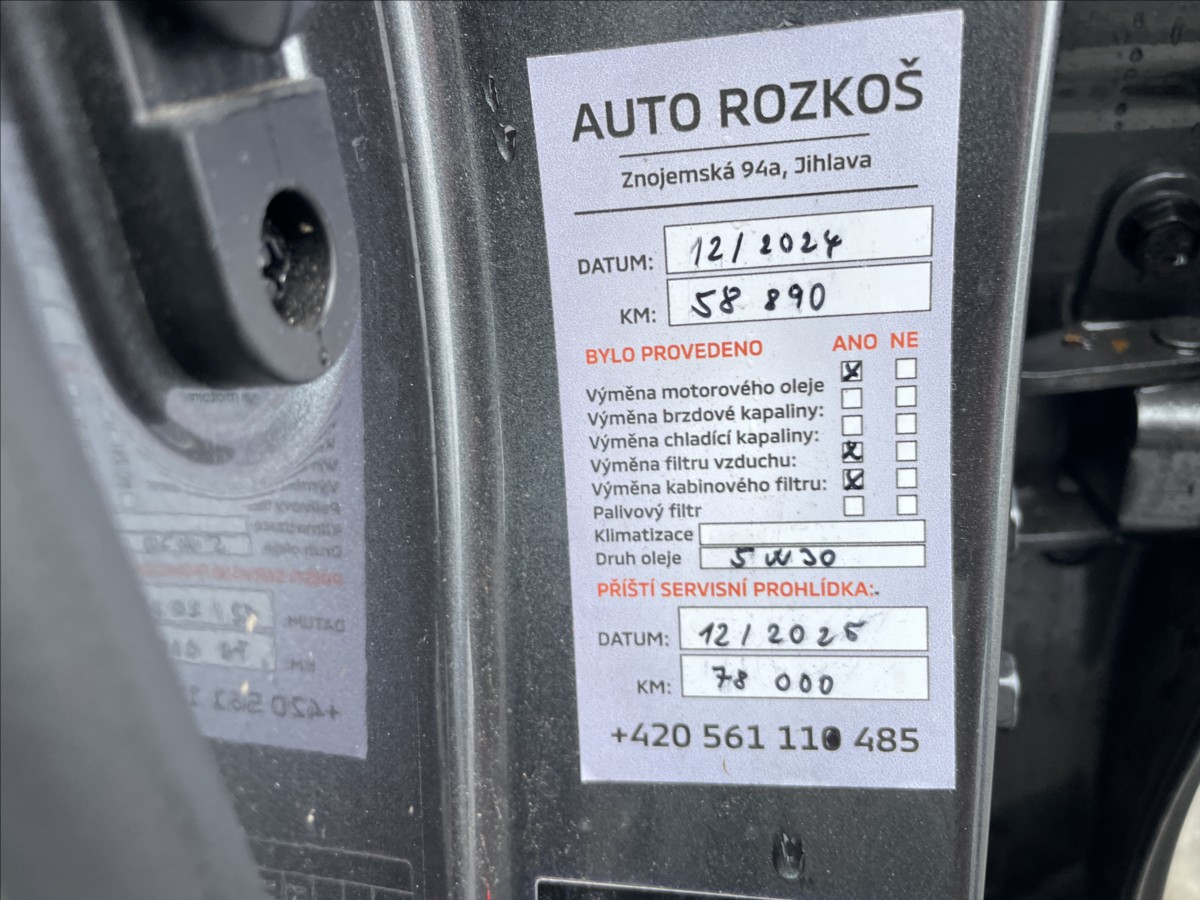 AUTO ROZKOŠ
Znojemská 94a, Jihlava
DATUM: 12/2024
KM: 58 890
BYLO PROVEDENO ANO NE
Výměna motorového oleje
Výměna brzdové kapaliny:
Výměna chladící kapaliny:
Výměna filtru vzduchu:
Výměna kabinového filtru:
Palivový filtr
Klimatizace
Druh oleje 5W30
PŘÍŠTÍ SERVISNÍ PROHLÍDKA:
DATUM: 12/2025
KM: 78 000
+420 561 110 485